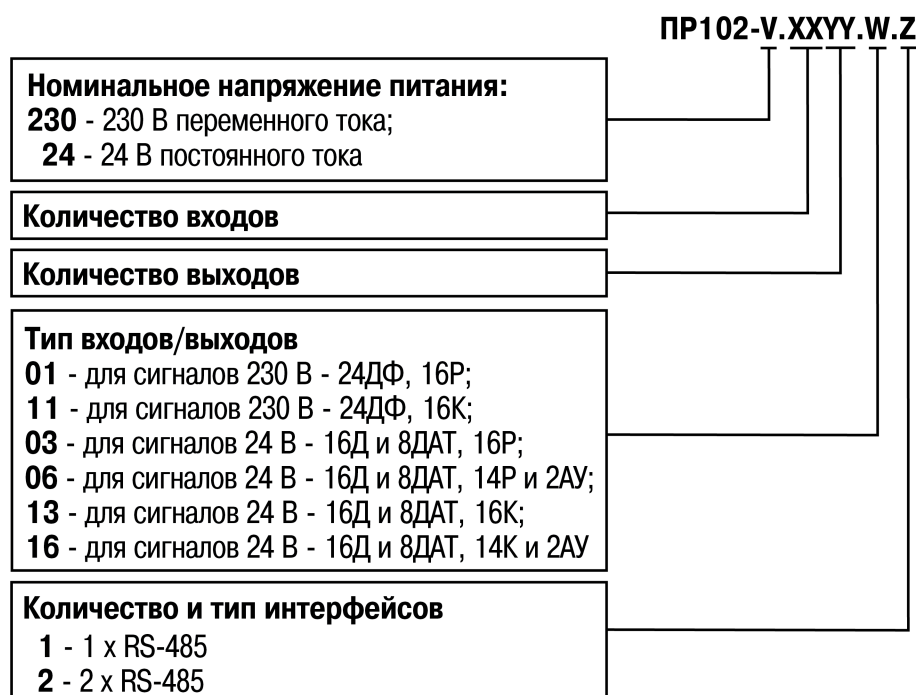 ПР102-V.XXYY.W.Z
Номинальное напряжение питания:
230 - 230 В переменного тока;
24 - 24 В постоянного тока
Количество входов
Количество выходов
Тип входов/выходов
01 - для сигналов 230 В - 24ДФ, 16Р;
11 - для сигналов 230 В - 24ДФ, 16К;
03 - для сигналов 24 В - 16Д и 8ДАТ, 16Р;
06 - для сигналов 24 В - 16Д и 8ДАТ, 14Р и 2АУ;
13 - для сигналов 24 В - 16Д и 8ДАТ, 16К;
16 - для сигналов 24 В - 16Д и 8ДАТ, 14К и 2АУ
Количество и тип интерфейсов
1 - 1 x RS-485
2 - 2 x RS-485